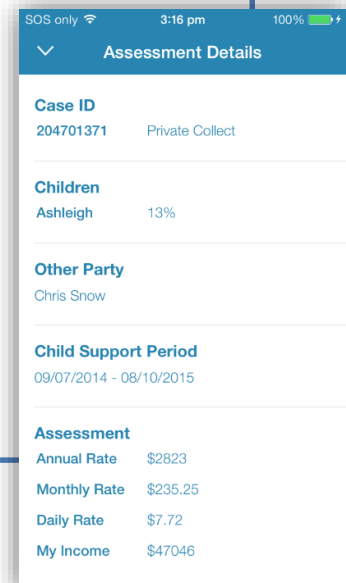 SOS only 3:16 pm 100%
Assessment Details
Case ID
204701371 Private Collect
Children
Ashleigh 13%
Other Party
Chris Snow
Child Support Period
09/07/2014 - 08/10/2015
Assessment
Annual Rate $2823
Monthly Rate $235.25
Daily Rate $7.72
My Income $47046